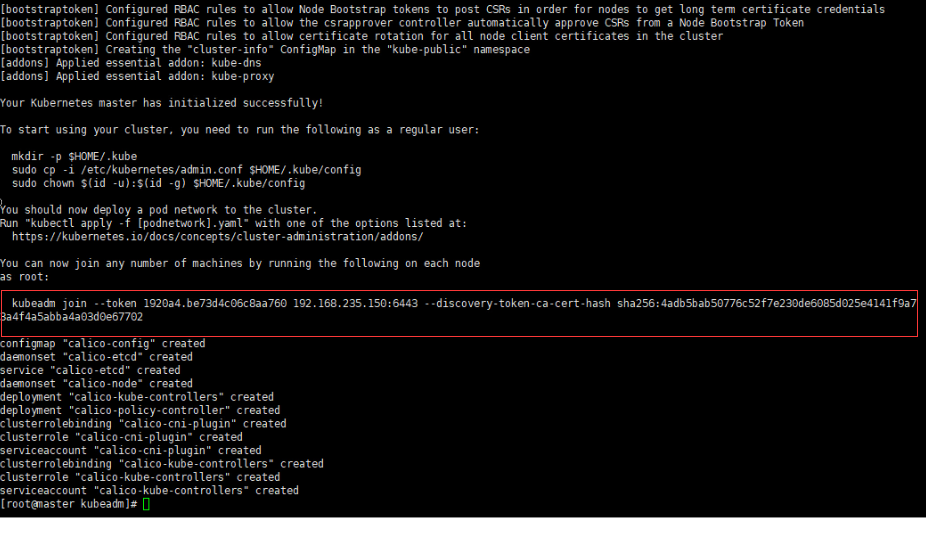 [bootstraptoken] Configured RBAC rules to allow Node Bootstrap tokens to post CSRs in order for nodes to get long term certificate credentials
[bootstraptoken] Configured RBAC rules to allow the csrapprover controller automatically approve CSRs from a Node Bootstrap Token
[bootstraptoken] Configured RBAC rules to allow certificate rotation for all node client certificates in the cluster
[bootstraptoken] Creating the "cluster-info" ConfigMap in the "kube-public" namespace
[addons] Applied essential addon: kube-dns
[addons] Applied essential addon: kube-proxy
Your Kubernetes master has initialized successfully!
To start using your cluster, you need to run the following as a regular user:
mkdir -p $HOME/.kube
sudo cp -i /etc/kubernetes/admin.conf $HOME/.kube/config
sudo chown $(id -u):$(id -g) $HOME/.kube/config
You should now deploy a pod network to the cluster.
Run "kubectl apply -f [podnetwork].yaml" with one of the options listed at:
https://kubernetes.io/docs/concepts/cluster-administration/addons/
You can now join any number of machines by running the following on each node
as root:
kubeadm join --token 1920a4.be73d4c06c8aa760 192.168.235.150:6443 --discovery-token-ca-cert-hash sha256:4adb5bab50776c52f7e230de6085d025e4141f9a7
3a4f4a5abba4a03d0e67702
configmap "calico-config" created
daemonset "calico-etcd" created
service "calico-etcd" created
daemonset "calico-node" created
deployment "calico-kube-controllers" created
deployment "calico-policy-controller" created
clusterrolebinding "calico-cni-plugin" created
clusterrole "calico-cni-plugin" created
serviceaccount "calico-cni-plugin" created
clusterrolebinding "calico-kube-controllers" created
clusterrole "calico-kube-controllers" created
serviceaccount "calico-kube-controllers" created
[root@master kubeadm]#